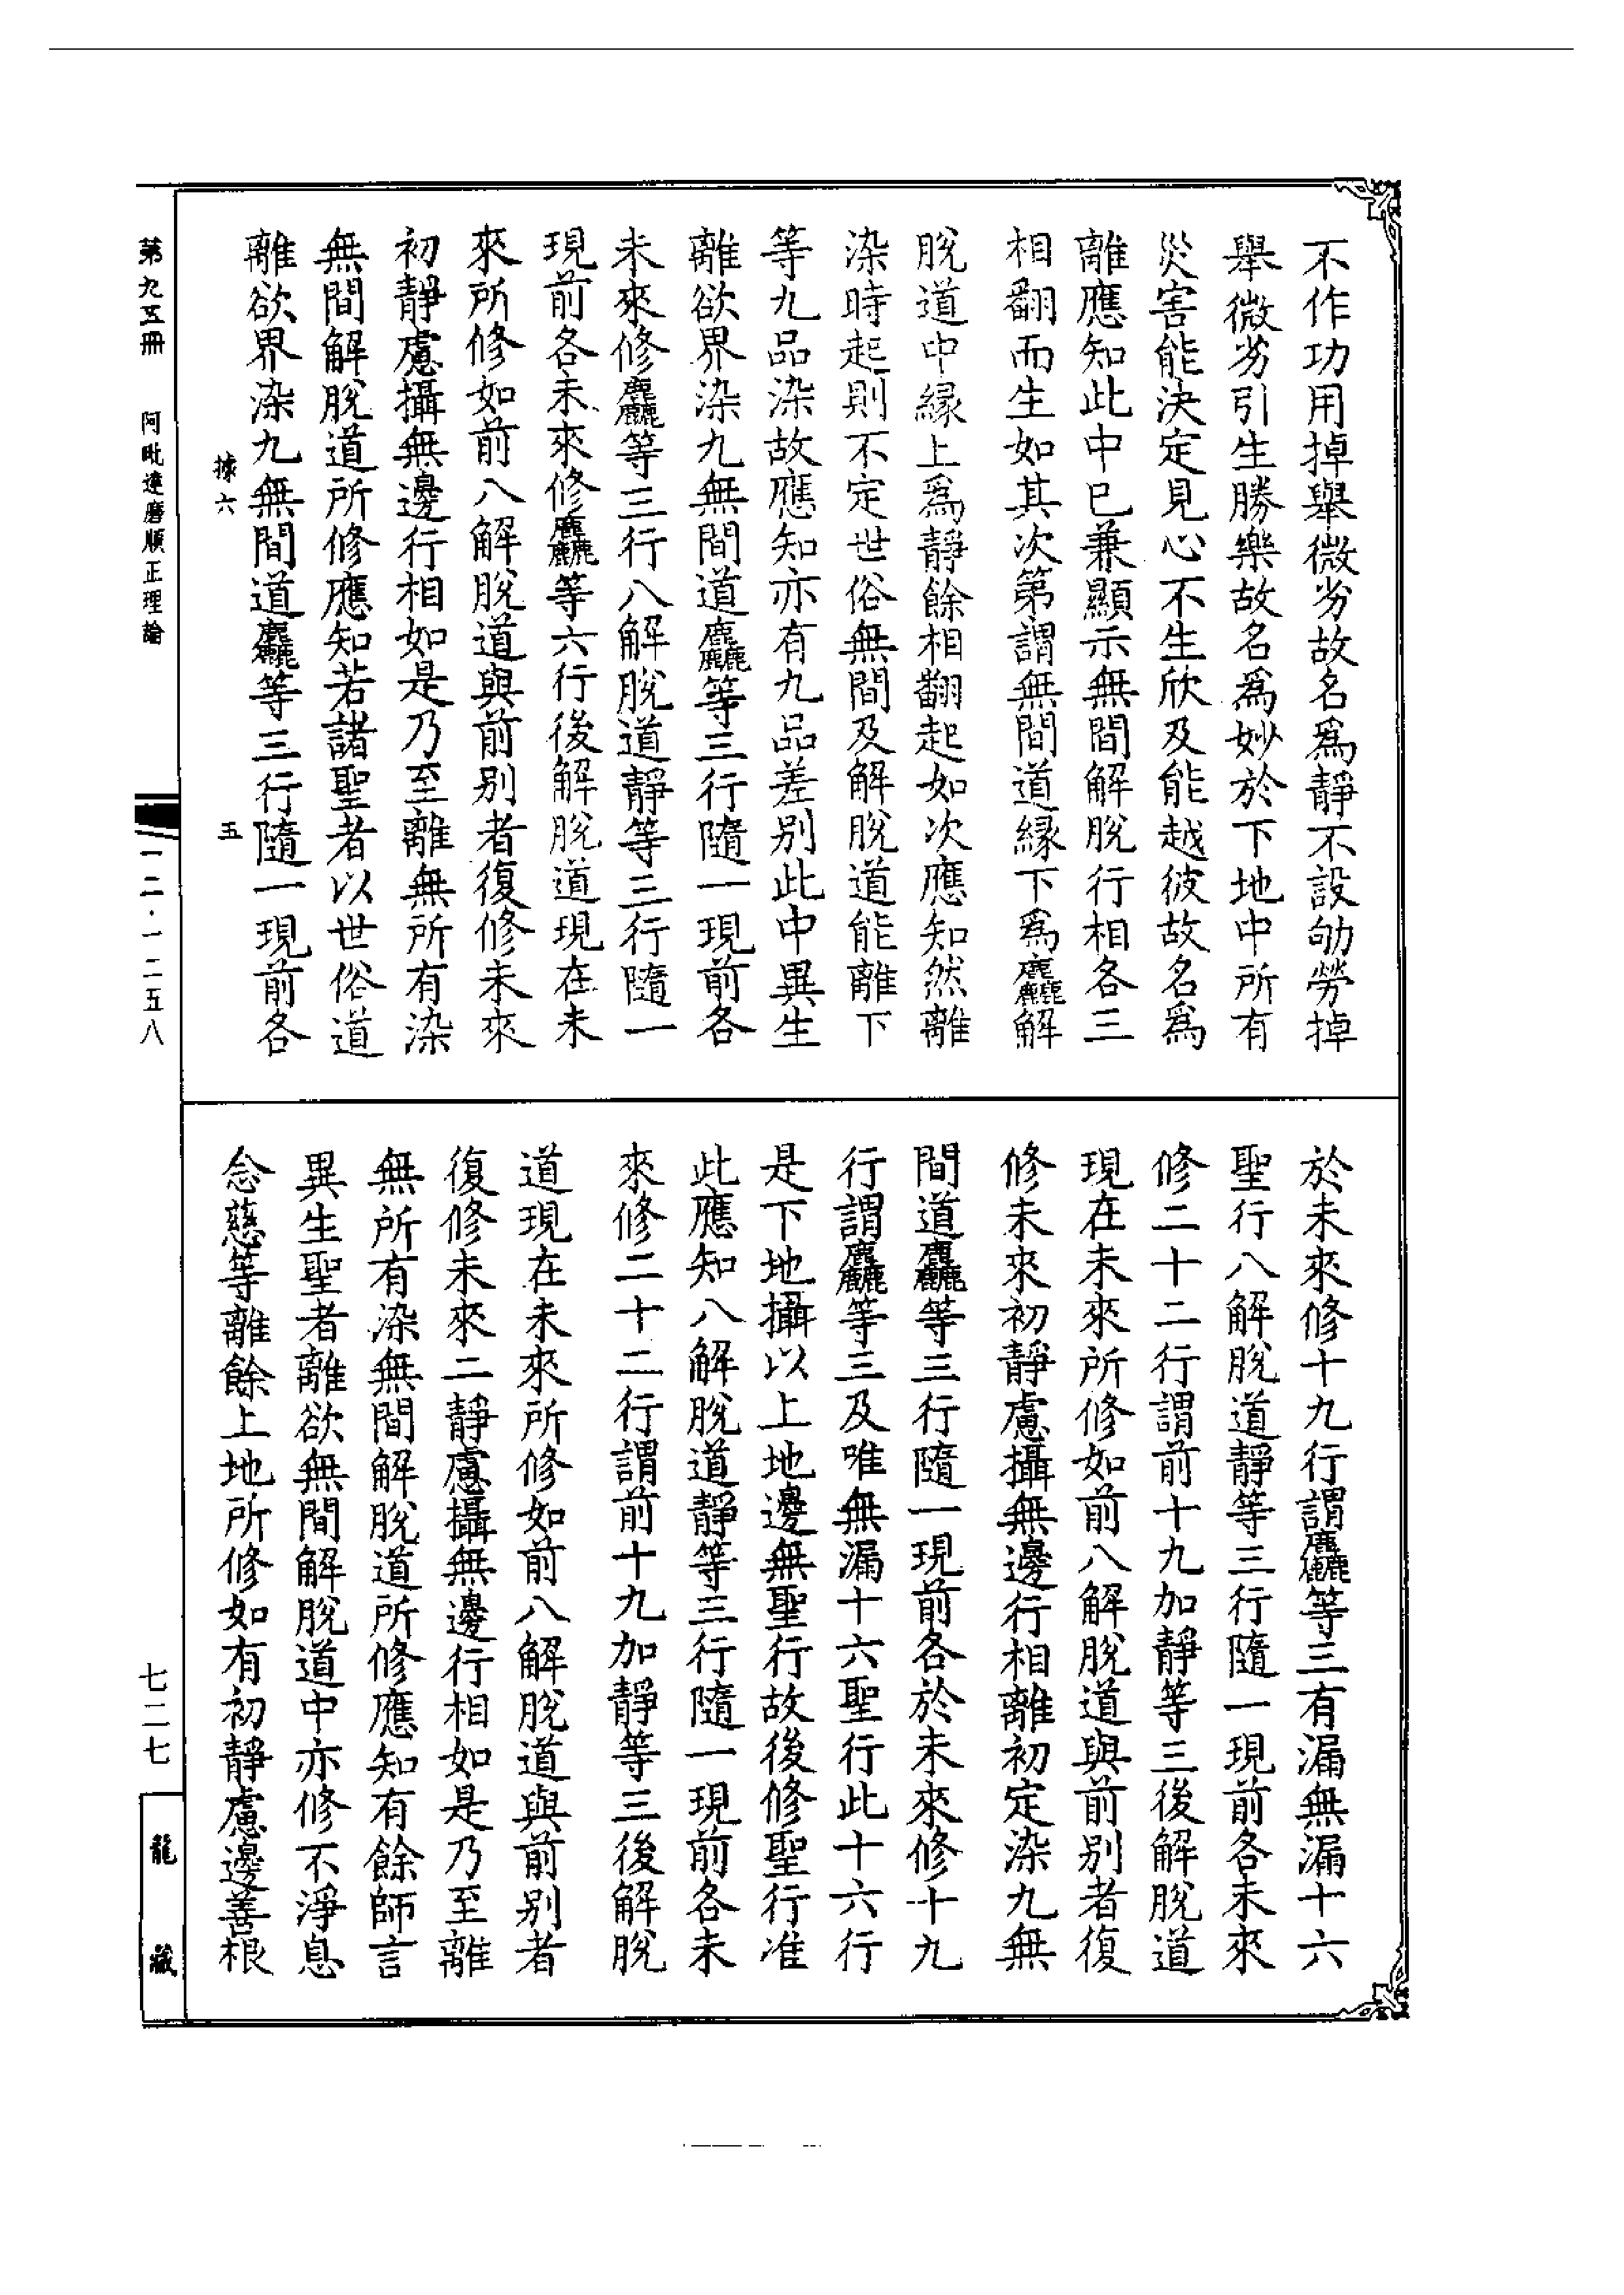 不作功用掉舉微劣故名爲靜不設劬勞掉
舉微劣引生勝樂故名爲妙於下地中所有
災害能決定見心不生欣及能越彼故名爲
離應知此中已兼顯示無間解脫行相各三
相翻而生如其次第謂無間道緣下爲麤解
脫道中緣上爲靜餘相翻起如次應知然離
染時起則不定世俗無間及解脫道能離下
等九品染故應知亦有九品差別此中異生
離欲界染九無間道麤等三行隨一現前各
未來修麤等三行八解脫道靜等三行隨一
現前各未來修麤等六行後解脫道現在未
來所修如前八解脫道與前別者復修未來
初靜慮攝無邊行相如是乃至離無所有染
無間解脫道所修應知若諸聖者以世俗道
離欲界染九無間道麤等三行隨一現前各
據六 五
於未來修十九行謂麤等三有漏無漏十六
聖行八解脫道靜等三行隨一現前各未來
修二十二行謂前十九加靜等三後解脫道
現在未來所修如前八解脫道與前別者復
修未來初靜慮攝無邊行相離初定染九無
間道麤等三行隨一現前各於未來修十九
行謂麤等三及唯無漏十六聖行此十六行
是下地攝以上地邊無聖行故後修聖行准
此應知八解脫道靜等三行隨一現前各未
來修二十二行謂前十九加靜等三後解脫
道現在未來所修如前八解脫道與前別者
復修未來二靜慮攝無邊行相如是乃至離
無所有染無間解脫道所修應知有餘師言
異生聖者離欲無間解脫道中亦修不淨息
念慈等離餘上地所修如有初靜慮邊善根
第九五冊 阿毗達磨順正理論
一二·一二五八
七二七
龍藏